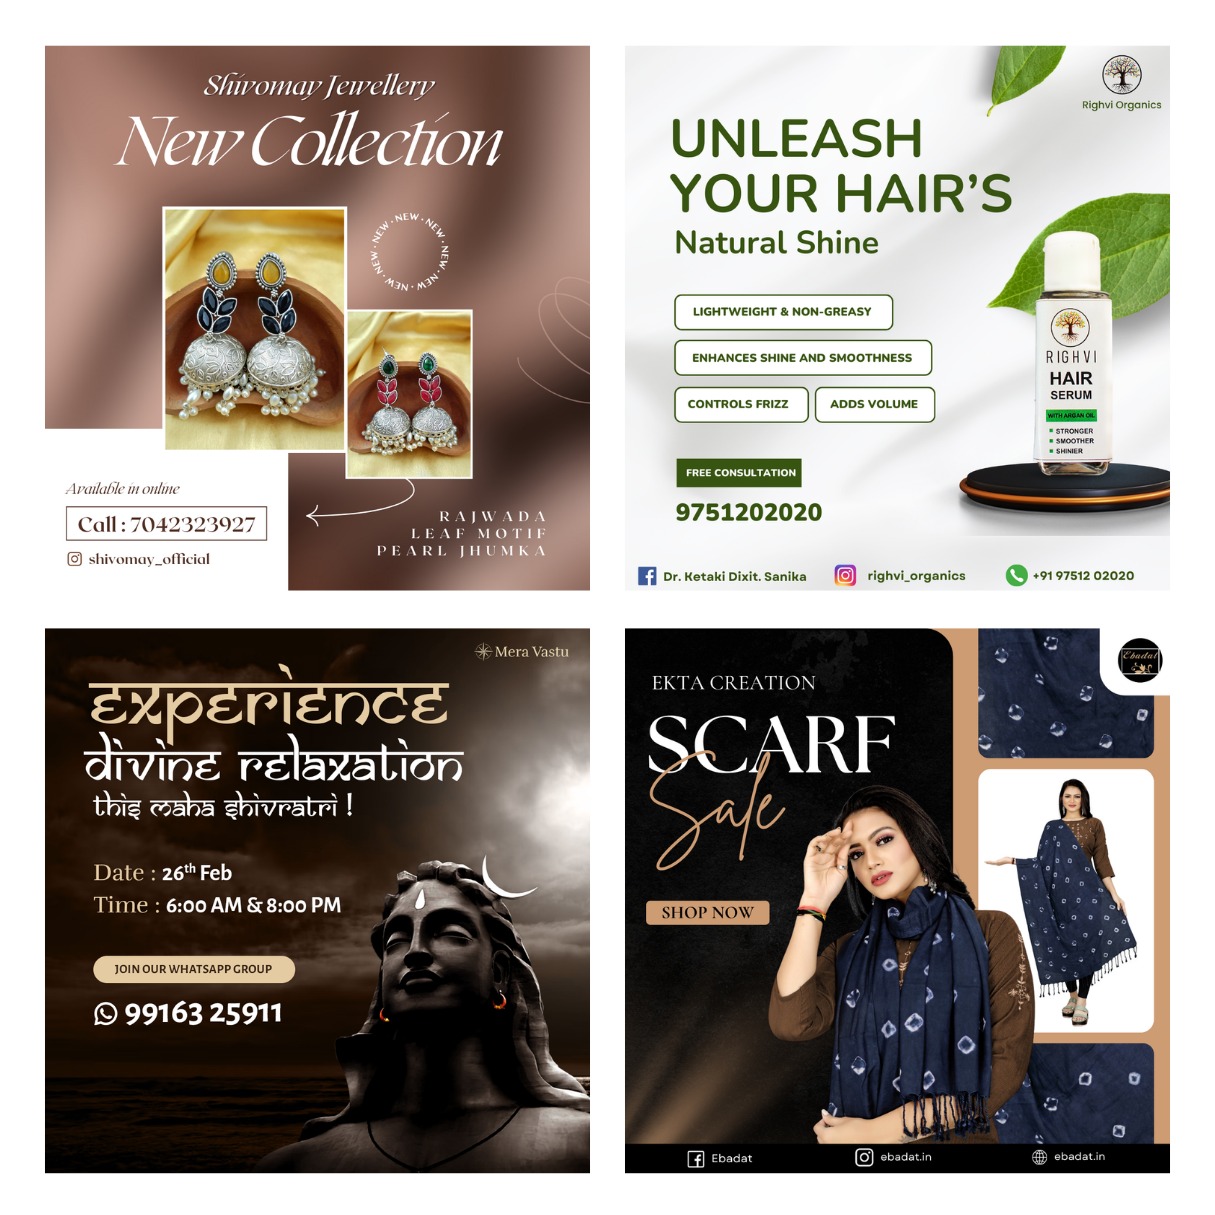 Shivomay Jewellery
New Collection
NEW · NEW · NEW · NEW · NEW · NEW · NEW ·
Available in online
Call : 7042323927
shivomay_official
RAJWADA
LEAF MOTIF
PEARL JHUMKA
Righvi Organics
UNLEASH
YOUR HAIR'S
Natural Shine
LIGHTWEIGHT & NON-GREASY
ENHANCES SHINE AND SMOOTHNESS
CONTROLS FRIZZ
ADDS VOLUME
FREE CONSULTATION
9751202020
RIGHVI
HAIR
SERUM
WITH ARGAN OIL
STRONGER
SMOOTHER
SHINIER
Dr. Ketaki Dixit. Sanika
righvi_organics
+91 97512 02020
Mera Vastu
experience
divine relaxation
this maha shivratri !
Date : 26th Feb
Time : 6:00 AM & 8:00 PM
JOIN OUR WHATSAPP GROUP
99163 25911
Ebadat
EKTA CREATION
SCARF
Sale
SHOP NOW
Ebadat
ebadat.in
ebadat.in